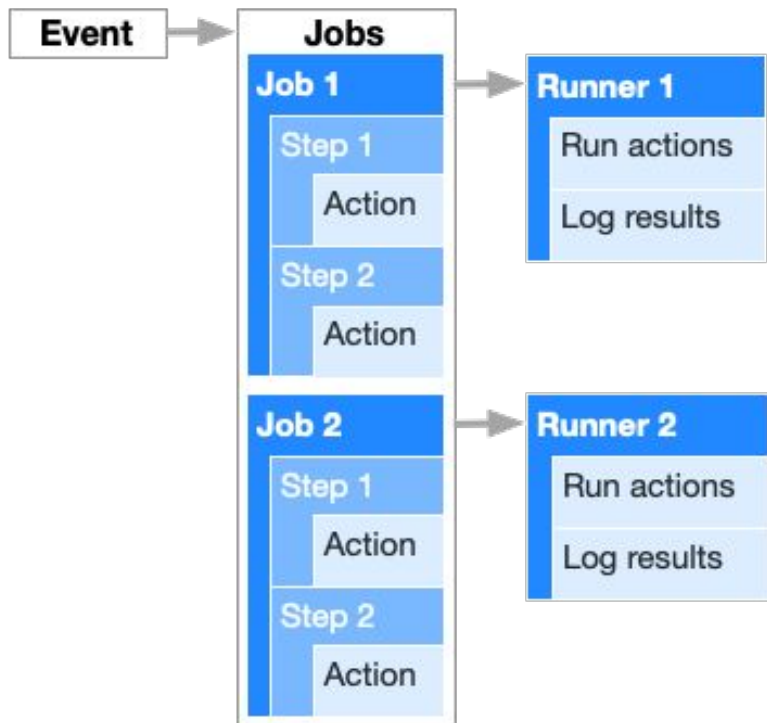 Event
Jobs
Job 1
Step 1
Action
Step 2
Action
Job 2
Step 1
Action
Step 2
Action
Runner 1
Run actions
Log results
Runner 2
Run actions
Log results